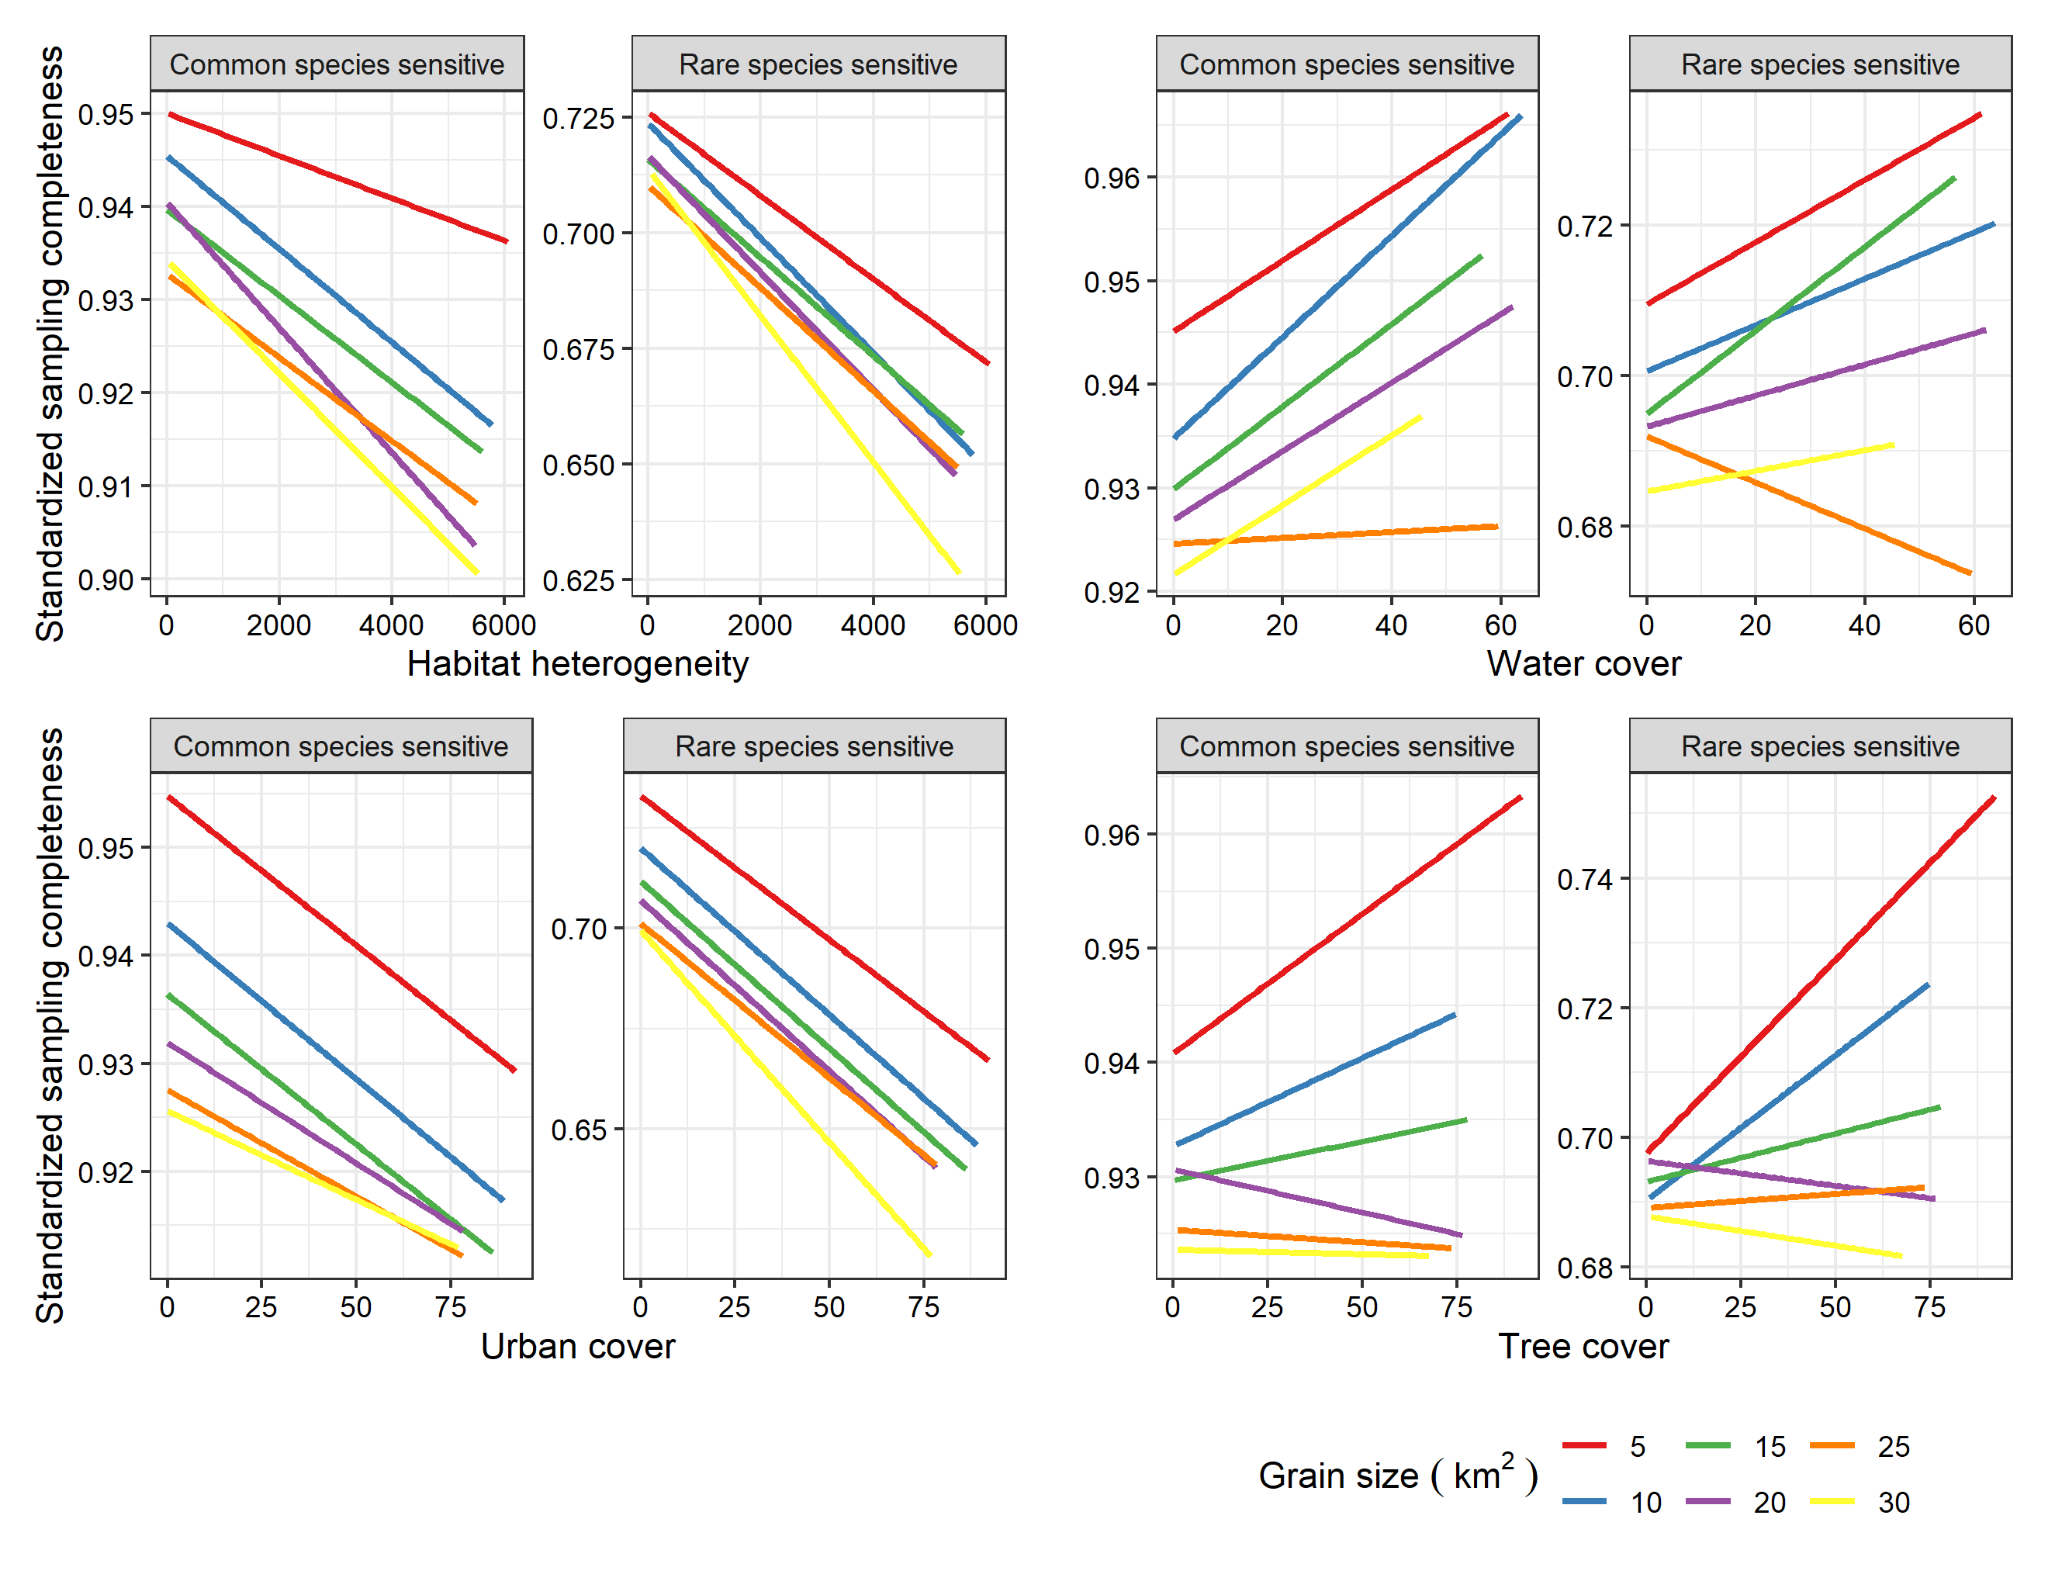 Common species sensitive
Rare species sensitive
Common species sensitive
Rare species sensitive
Standardized sampling completeness
0.95
0.94
0.93
0.92
0.91
0.90
0 2000 4000 6000
0.725
0.700
0.675
0.650
0.625
0 2000 4000 6000
Habitat heterogeneity
0.96
0.95
0.94
0.93
0.92
0 20 40 60
0.72
0.70
0.68
0 20 40 60
Water cover
Common species sensitive
Rare species sensitive
Common species sensitive
Rare species sensitive
Standardized sampling completeness
0.95
0.94
0.93
0.92
0 25 50 75
0.70
0.65
0 25 50 75
Urban cover
0.96
0.95
0.94
0.93
0 25 50 75
0.74
0.72
0.70
0.68
0 25 50 75
Tree cover
Grain size ( km² )
5 15 25
10 20 30